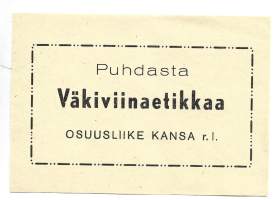 Puhdasta
Väkiviinaetikkaa
OSUUSLIIKE KANSA r.l.